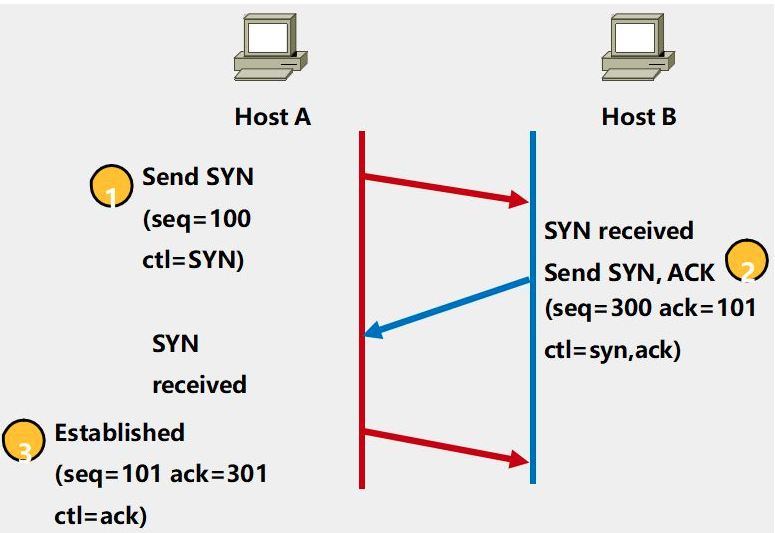 Host A
Host B
1
Send SYN
(seq=100
ctl=SYN)
SYN received
Send SYN, ACK
2
(seq=300 ack=101
ctl=syn,ack)
SYN
received
3
Established
(seq=101 ack=301
ctl=ack)